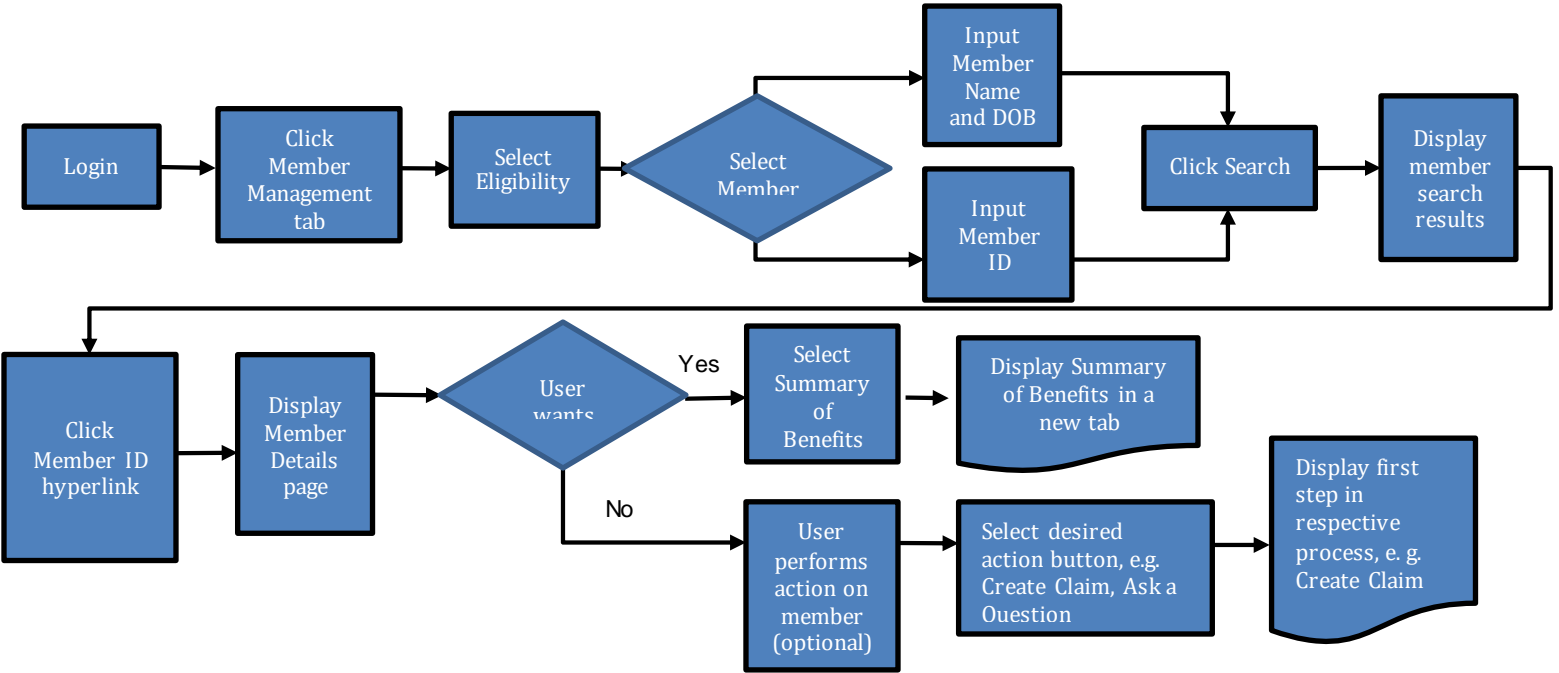 Login
Click
Member
Management
tab
Select
Eligibility
Select
Member
Input
Member
Name
and DOB
Input
Member
ID
Click Search
Display
member
search
results
Click
Member ID
hyperlink
Display
Member
Details
page
User
wants
Yes
Select
Summary
of
Benefits
Display Summary
of Benefits in a
new tab
No
User
performs
action on
member
(optional)
Select desired
action button, e.g.
Create Claim, Ask a
Question
Display first
step in
respective
process, e. g.
Create Claim